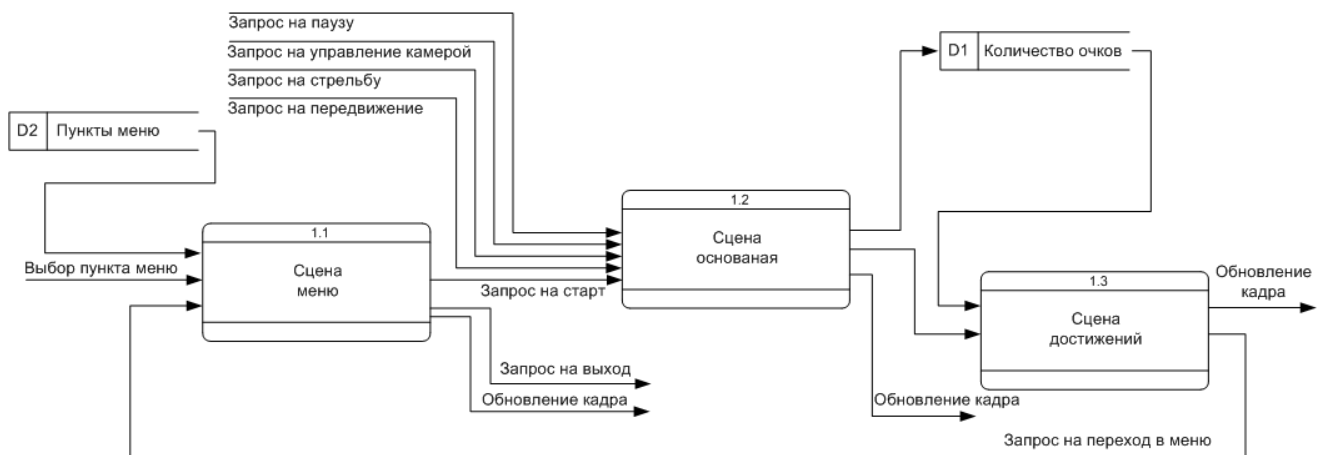 Запрос на паузу
Запрос на управление камерой
Запрос на стрельбу
Запрос на передвижение
D1 Количество очков
D2 Пункты меню
1.2
Сцена
основаная
1.1
Сцена
меню
Выбор пункта меню
Запрос на старт
1.3
Сцена
достижений
Обновление
кадра
Запрос на выход
Обновление кадра
Обновление кадра
Запрос на переход в меню